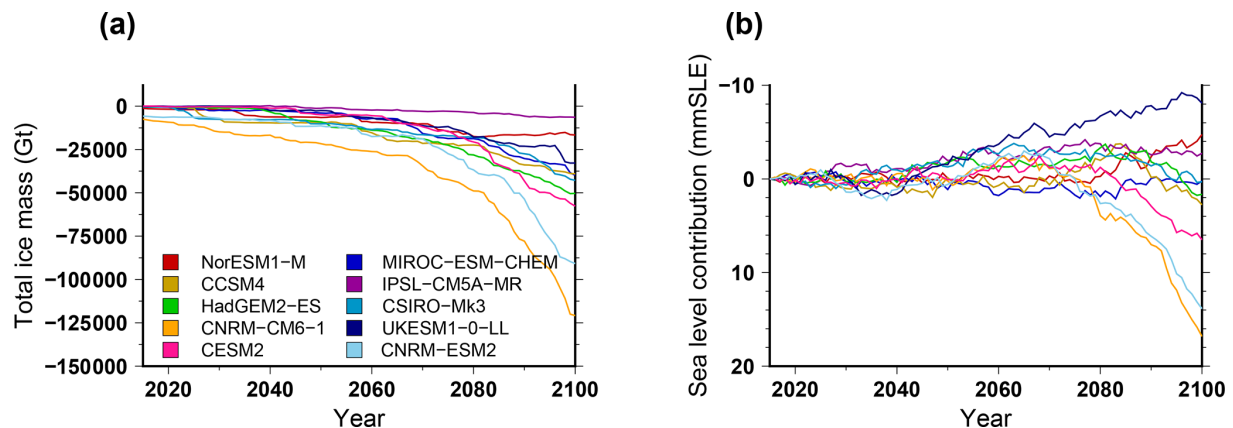 (a)
Total ice mass (Gt)
0
−25000
−50000
−75000
−100000
−125000
−150000
NorESM1−M
CCSM4
HadGEM2−ES
CNRM−CM6−1
CESM2
MIROC−ESM−CHEM
IPSL−CM5A−MR
CSIRO−Mk3
UKESM1−0−LL
CNRM−ESM2
2020 2040 2060 2080 2100
Year
(b)
Sea level contribution (mmSLE)
−10
0
10
20
2020 2040 2060 2080 2100
Year